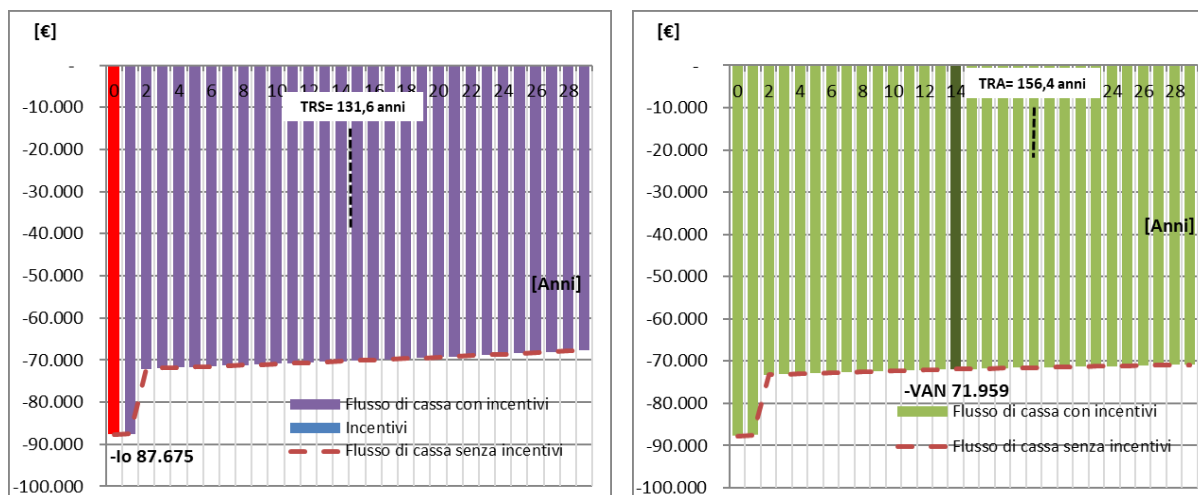 [€]
-
0 2 4 6 8 10 12 14 16 18 20 22 24 26 28
TRS= 131,6 anni
-10.000
-20.000
-30.000
-40.000
-50.000
[Anni]
-60.000
-70.000
-80.000
Flusso di cassa con incentivi
Incentivi
-90.000
Flusso di cassa senza incentivi
-Io 87.675
-100.000
[€]
-
TRA= 156,4 anni
0 2 4 6 8 10 12 14 24 26 28
-10.000
-20.000
-30.000
[Anni]
-40.000
-50.000
-60.000
-70.000
-VAN 71.959
-80.000
Flusso di cassa con incentivi
-90.000
Flusso di cassa senza incentivi
-100.000